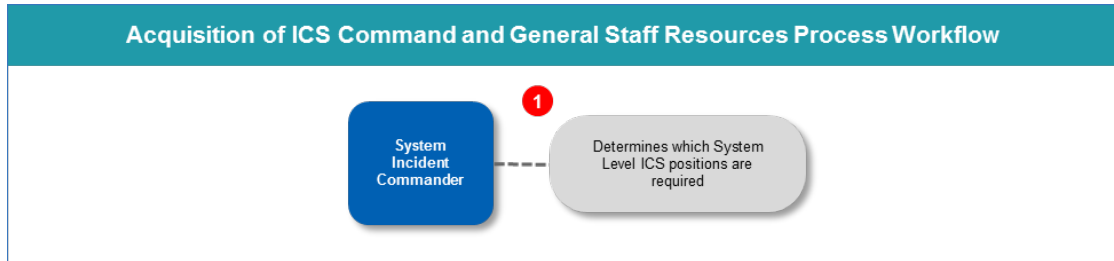 Acquisition of ICS Command and General Staff Resources Process Workflow
1
System
Incident
Commander
Determines which System
Level ICS positions are
required